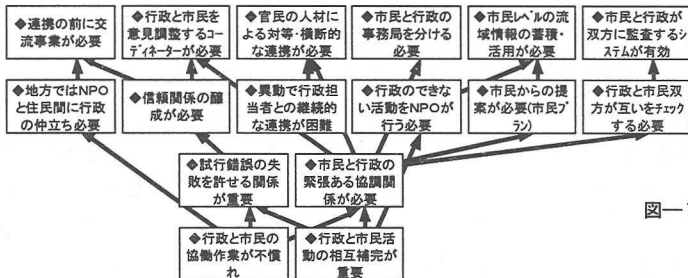 ◆連携の前に交
流事業が必要
◆行政と市民を
意見調整するコー
ディネーターが必要
◆官民の人材に
よる対等・横断的
な連携が必要
◆市民と行政の
事務局を分ける
必要
◆市民レベルの流
域情報の蓄積・
活用が必要
◆市民と行政が
双方に監査するシ
ステムが有効
◆地方ではNPO
と住民間に行政
の仲立ち必要
◆信頼関係の醸
成が必要
◆異動で行政担
当者との継続的
な連携が困難
◆行政のできな
い活動をNPOが
行う必要
◆市民からの提
案が必要(市民プ
ラン)
◆行政と市民双
方が互いをチェック
する必要
◆試行錯誤の失
敗を許せる関係
が重要
◆市民と行政の
緊張ある協調関
係が必要
◆行政と市民の
協働作業が不慣
れ
◆行政と市民活
動の相互補完が
重要
図―